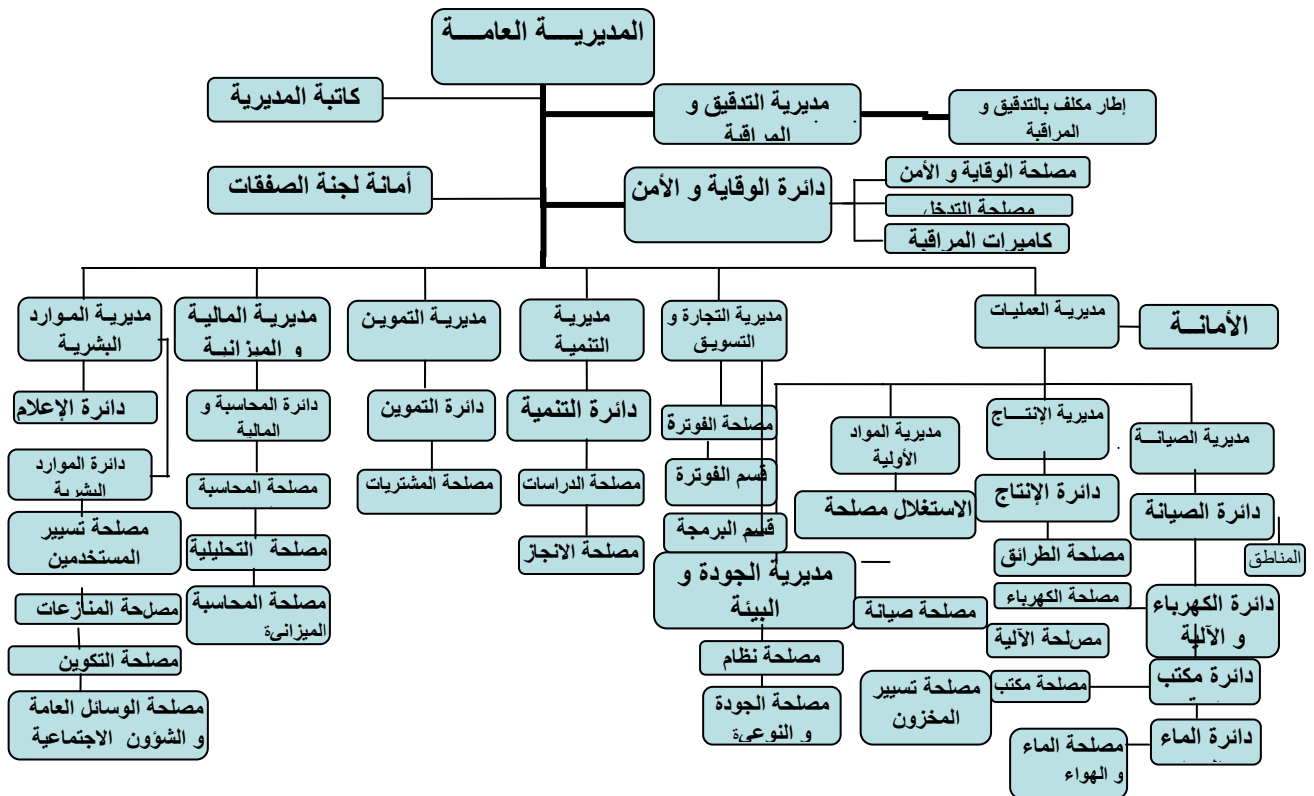 المديريـــة العامـــة
كاتبة المديرية
مديرية التدقيق و
المراقبة
إطار مكلف بالتدقيق و
المراقبة
أمانة لجنة الصفقات
دائرة الوقاية و الأمن
مصلحة الوقاية و الأمن
مصلحة التدخل
كاميرات المراقبة
مديرية الموارد
البشرية
مديرية المالية
و الميزانية
مديرية التموين
مديرية
التنمية
مديرية التجارة و
التسويق
مديرية العمليات
الأمانــة
دائرة الإعلام
دائرة المحاسبة و
المالية
دائرة التموين
دائرة التنمية
مصلحة الفوترة
مديرية المواد
الأولية
مديرية الإنتــــاج
مديرية الصيانــة
دائرة الموارد
البشرية
مصلحة المحاسبة
مصلحة المشتريات
مصلحة الدراسات
قسم الفوترة
الاستغلال مصلحة
دائرة الإنتاج
دائرة الصيانة
مصلحة تسيير
المستخدمين
مصلحة التحليلية
مصلحة الانجاز
قسم البرمجة
مصلحة الطرائق
المناطق
مديرية الجودة و
البيئة
مصلحة المحاسبة
الميزانية
مصلحة المنازعات
مصلحة صيانة
مصلحة الكهرباء
دائرة الكهرباء
و الآلية
مصلحة الآلية
مصلحة التكوين
مصلحة نظام
مصلحة تسيير
المخزون
مصلحة مكتب
دائرة مكتب
مصلحة الوسائل العامة
و الشؤون الاجتماعية
مصلحة الجودة
و النوعية
مصلحة الماء
و الهواء
دائرة الماء